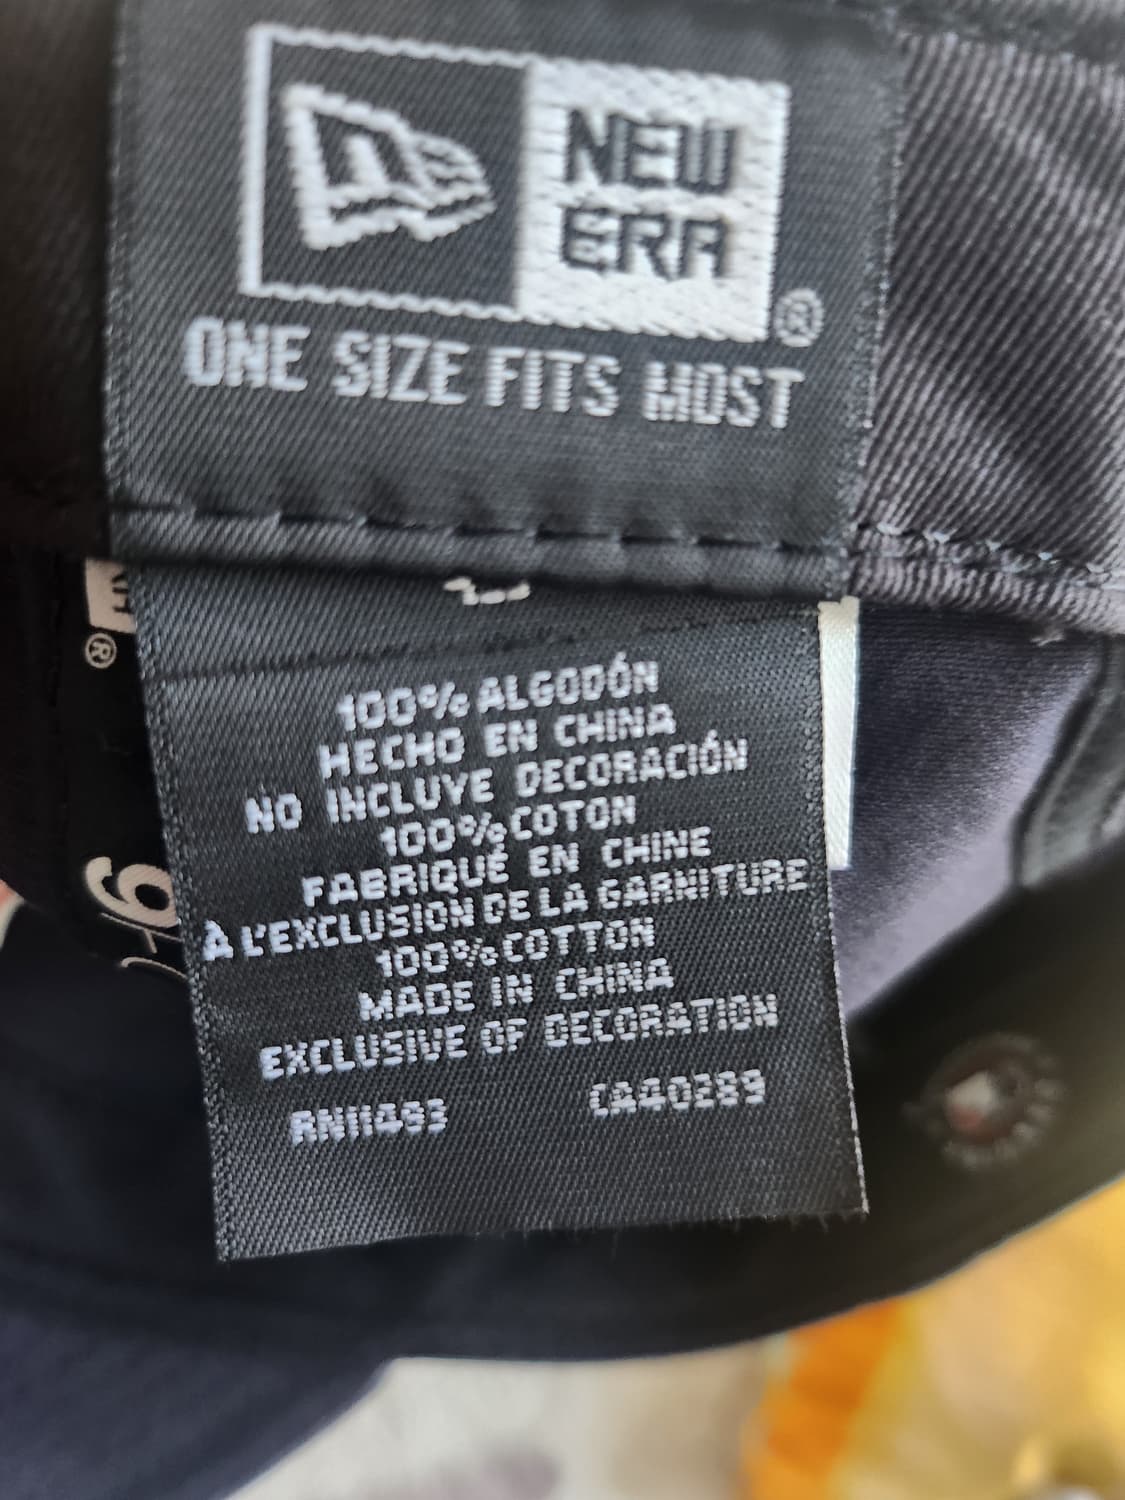 NEW
ERA
®
ONE SIZE FITS MOST
®
9
100% ALGODÓN
HECHO EN CHINA
NO INCLUYE DECORACIÓN
100% COTON
FABRIQUÉ EN CHINE
À L'EXCLUSION DE LA GARNITURE
100% COTTON
MADE IN CHINA
EXCLUSIVE OF DECORATION
RN11493 CA40289